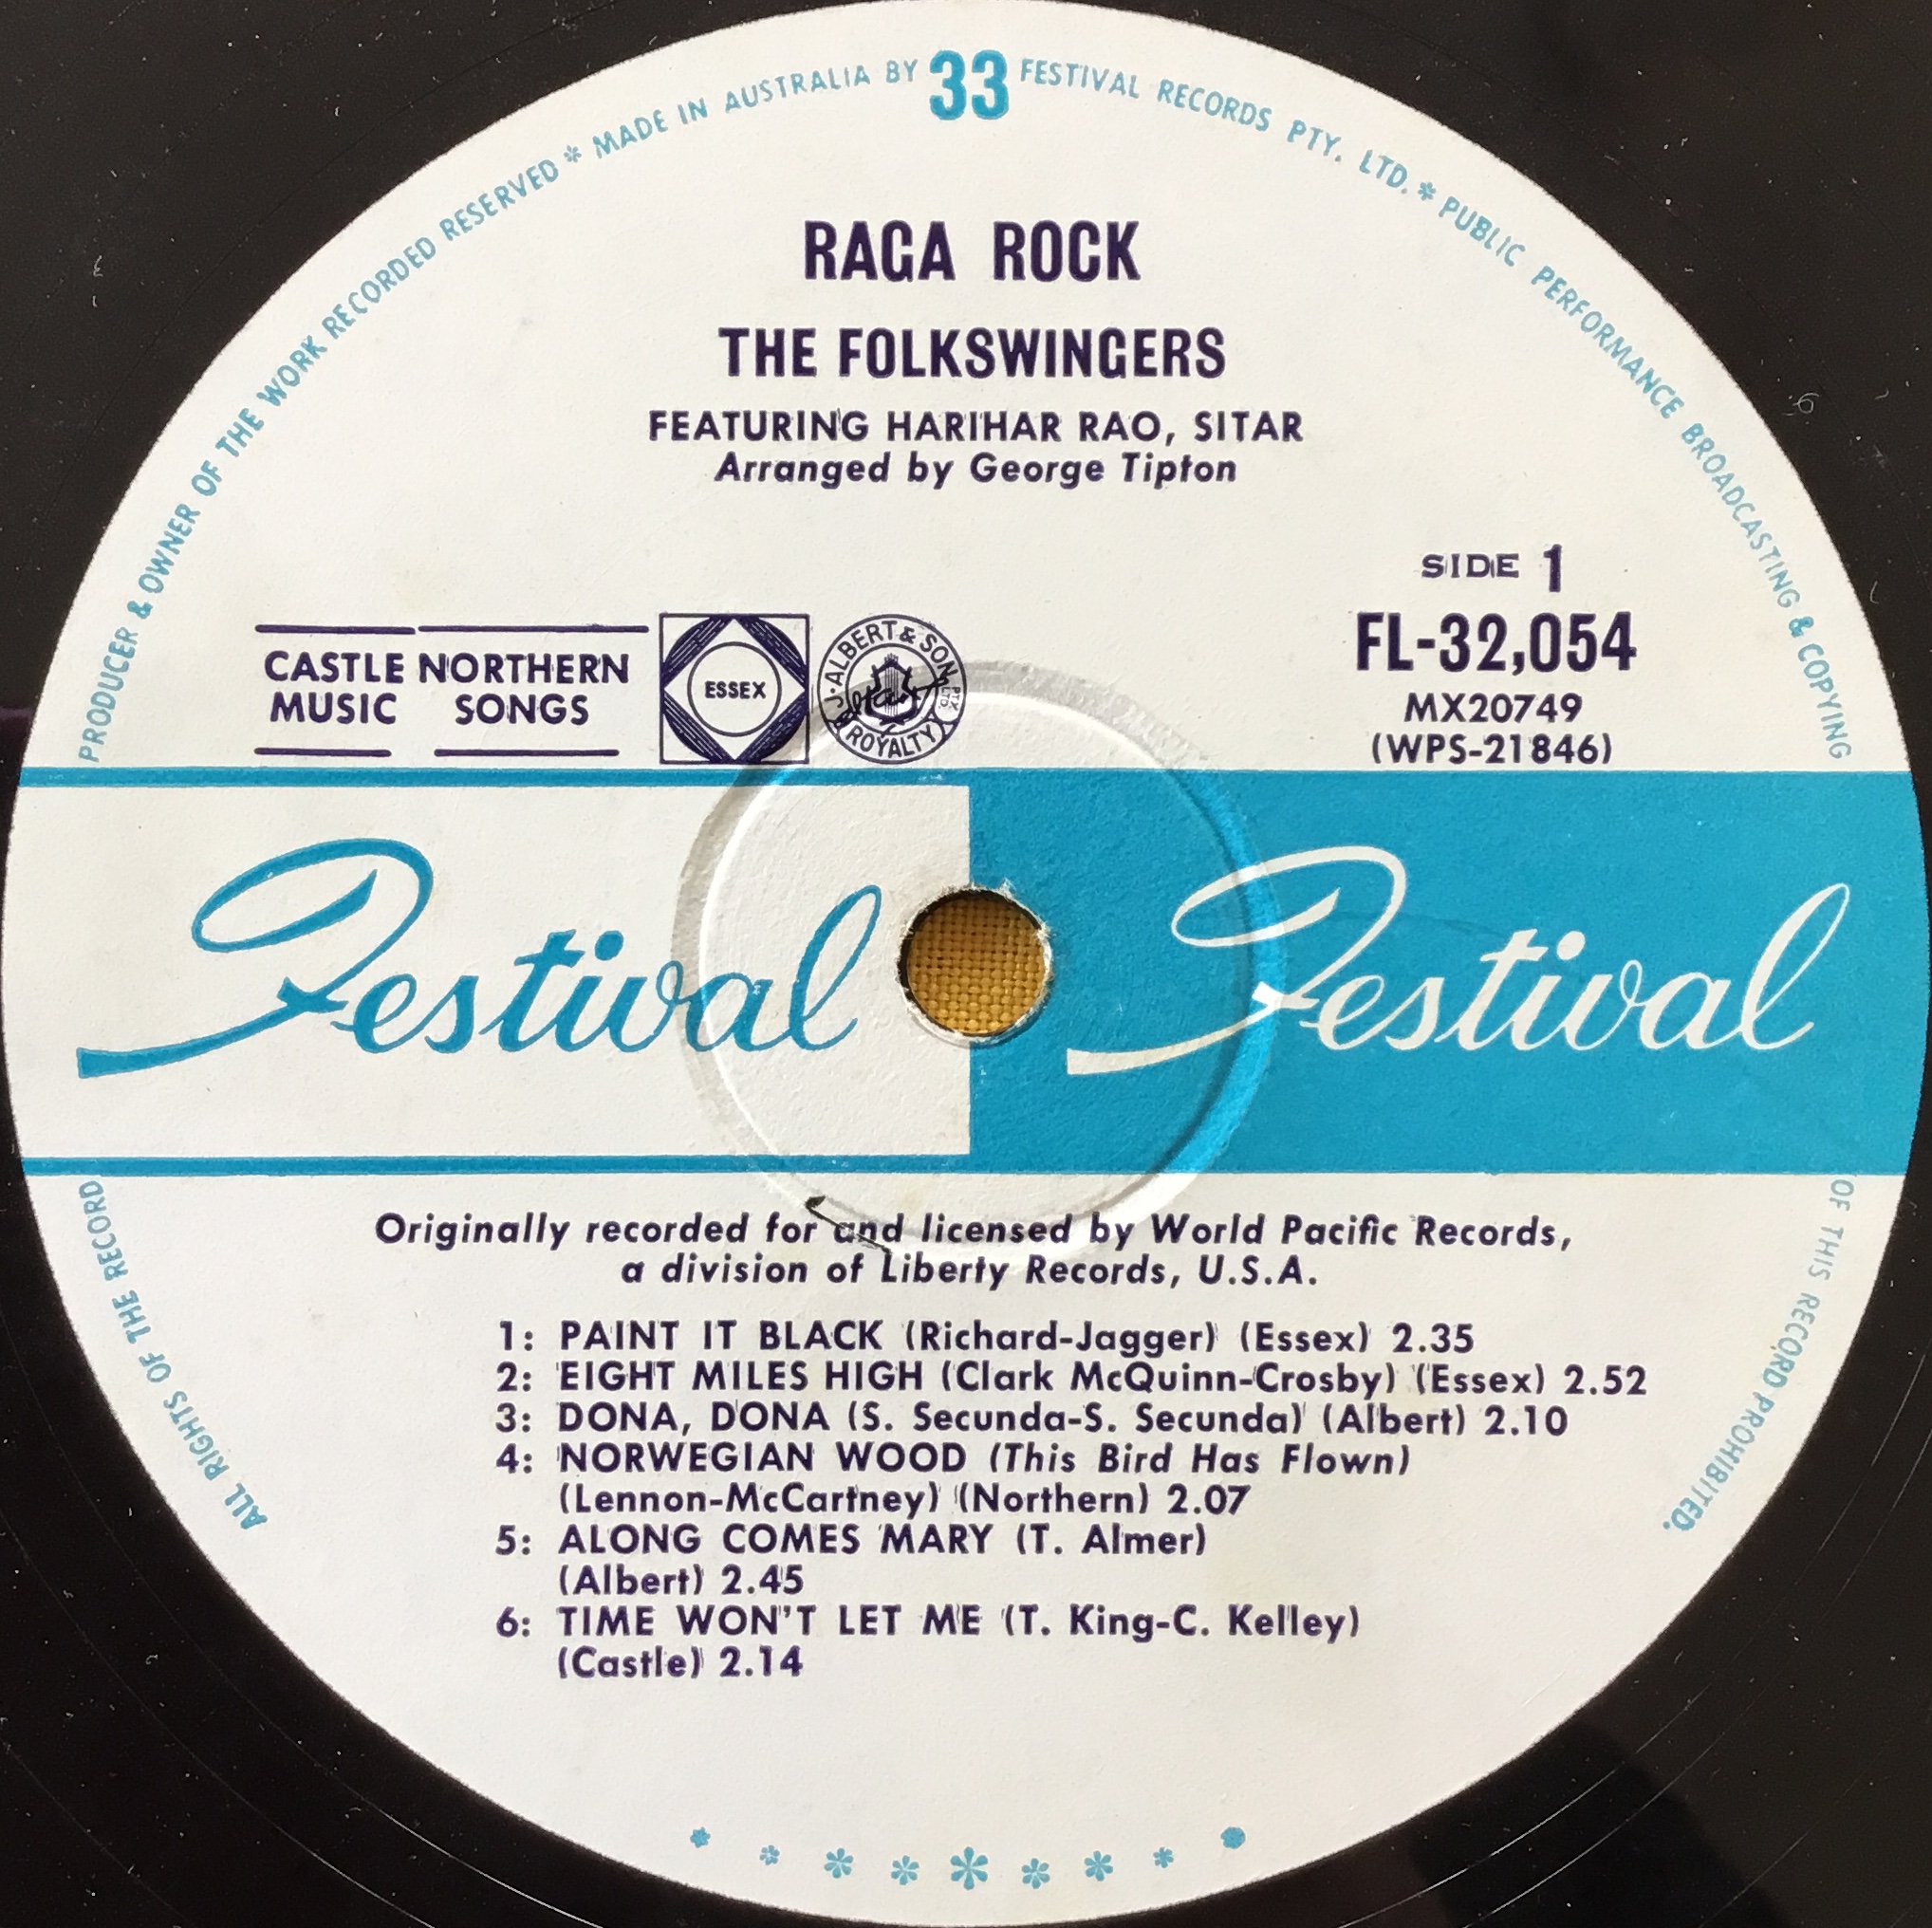 PRODUCER & OWNER OF THE WORK RECORDED RESERVED * MADE IN AUSTRALIA BY 33 FESTIVAL RECORDS PTY. LTD. * PUBLIC PERFORMANCE BROADCASTING & COPYING
RAGA ROCK
THE FOLKSWINGERS
FEATURING HARIHAR RAO, SITAR
Arranged by George Tipton
SIDE 1
FL-32,054
MX20749
(WPS-21846)
CASTLE MUSIC
NORTHERN SONGS
ESSEX
J. ALBERT & SON PTY. LTD.
ROYALTY
Festival Festival
Originally recorded for and licensed by World Pacific Records,
a division of Liberty Records, U.S.A.
1: PAINT IT BLACK (Richard-Jagger) (Essex) 2.35
2: EIGHT MILES HIGH (Clark McQuinn-Crosby) (Essex) 2.52
3: DONA, DONA (S. Secunda-S. Secunda) (Albert) 2.10
4: NORWEGIAN WOOD (This Bird Has Flown)
(Lennon-McCartney) (Northern) 2.07
5: ALONG COMES MARY (T. Almer)
(Albert) 2.45
6: TIME WON'T LET ME (T. King-C. Kelley)
(Castle) 2.14
ALL RIGHTS OF THE RECORD
OF THIS RECORD PROHIBITED.